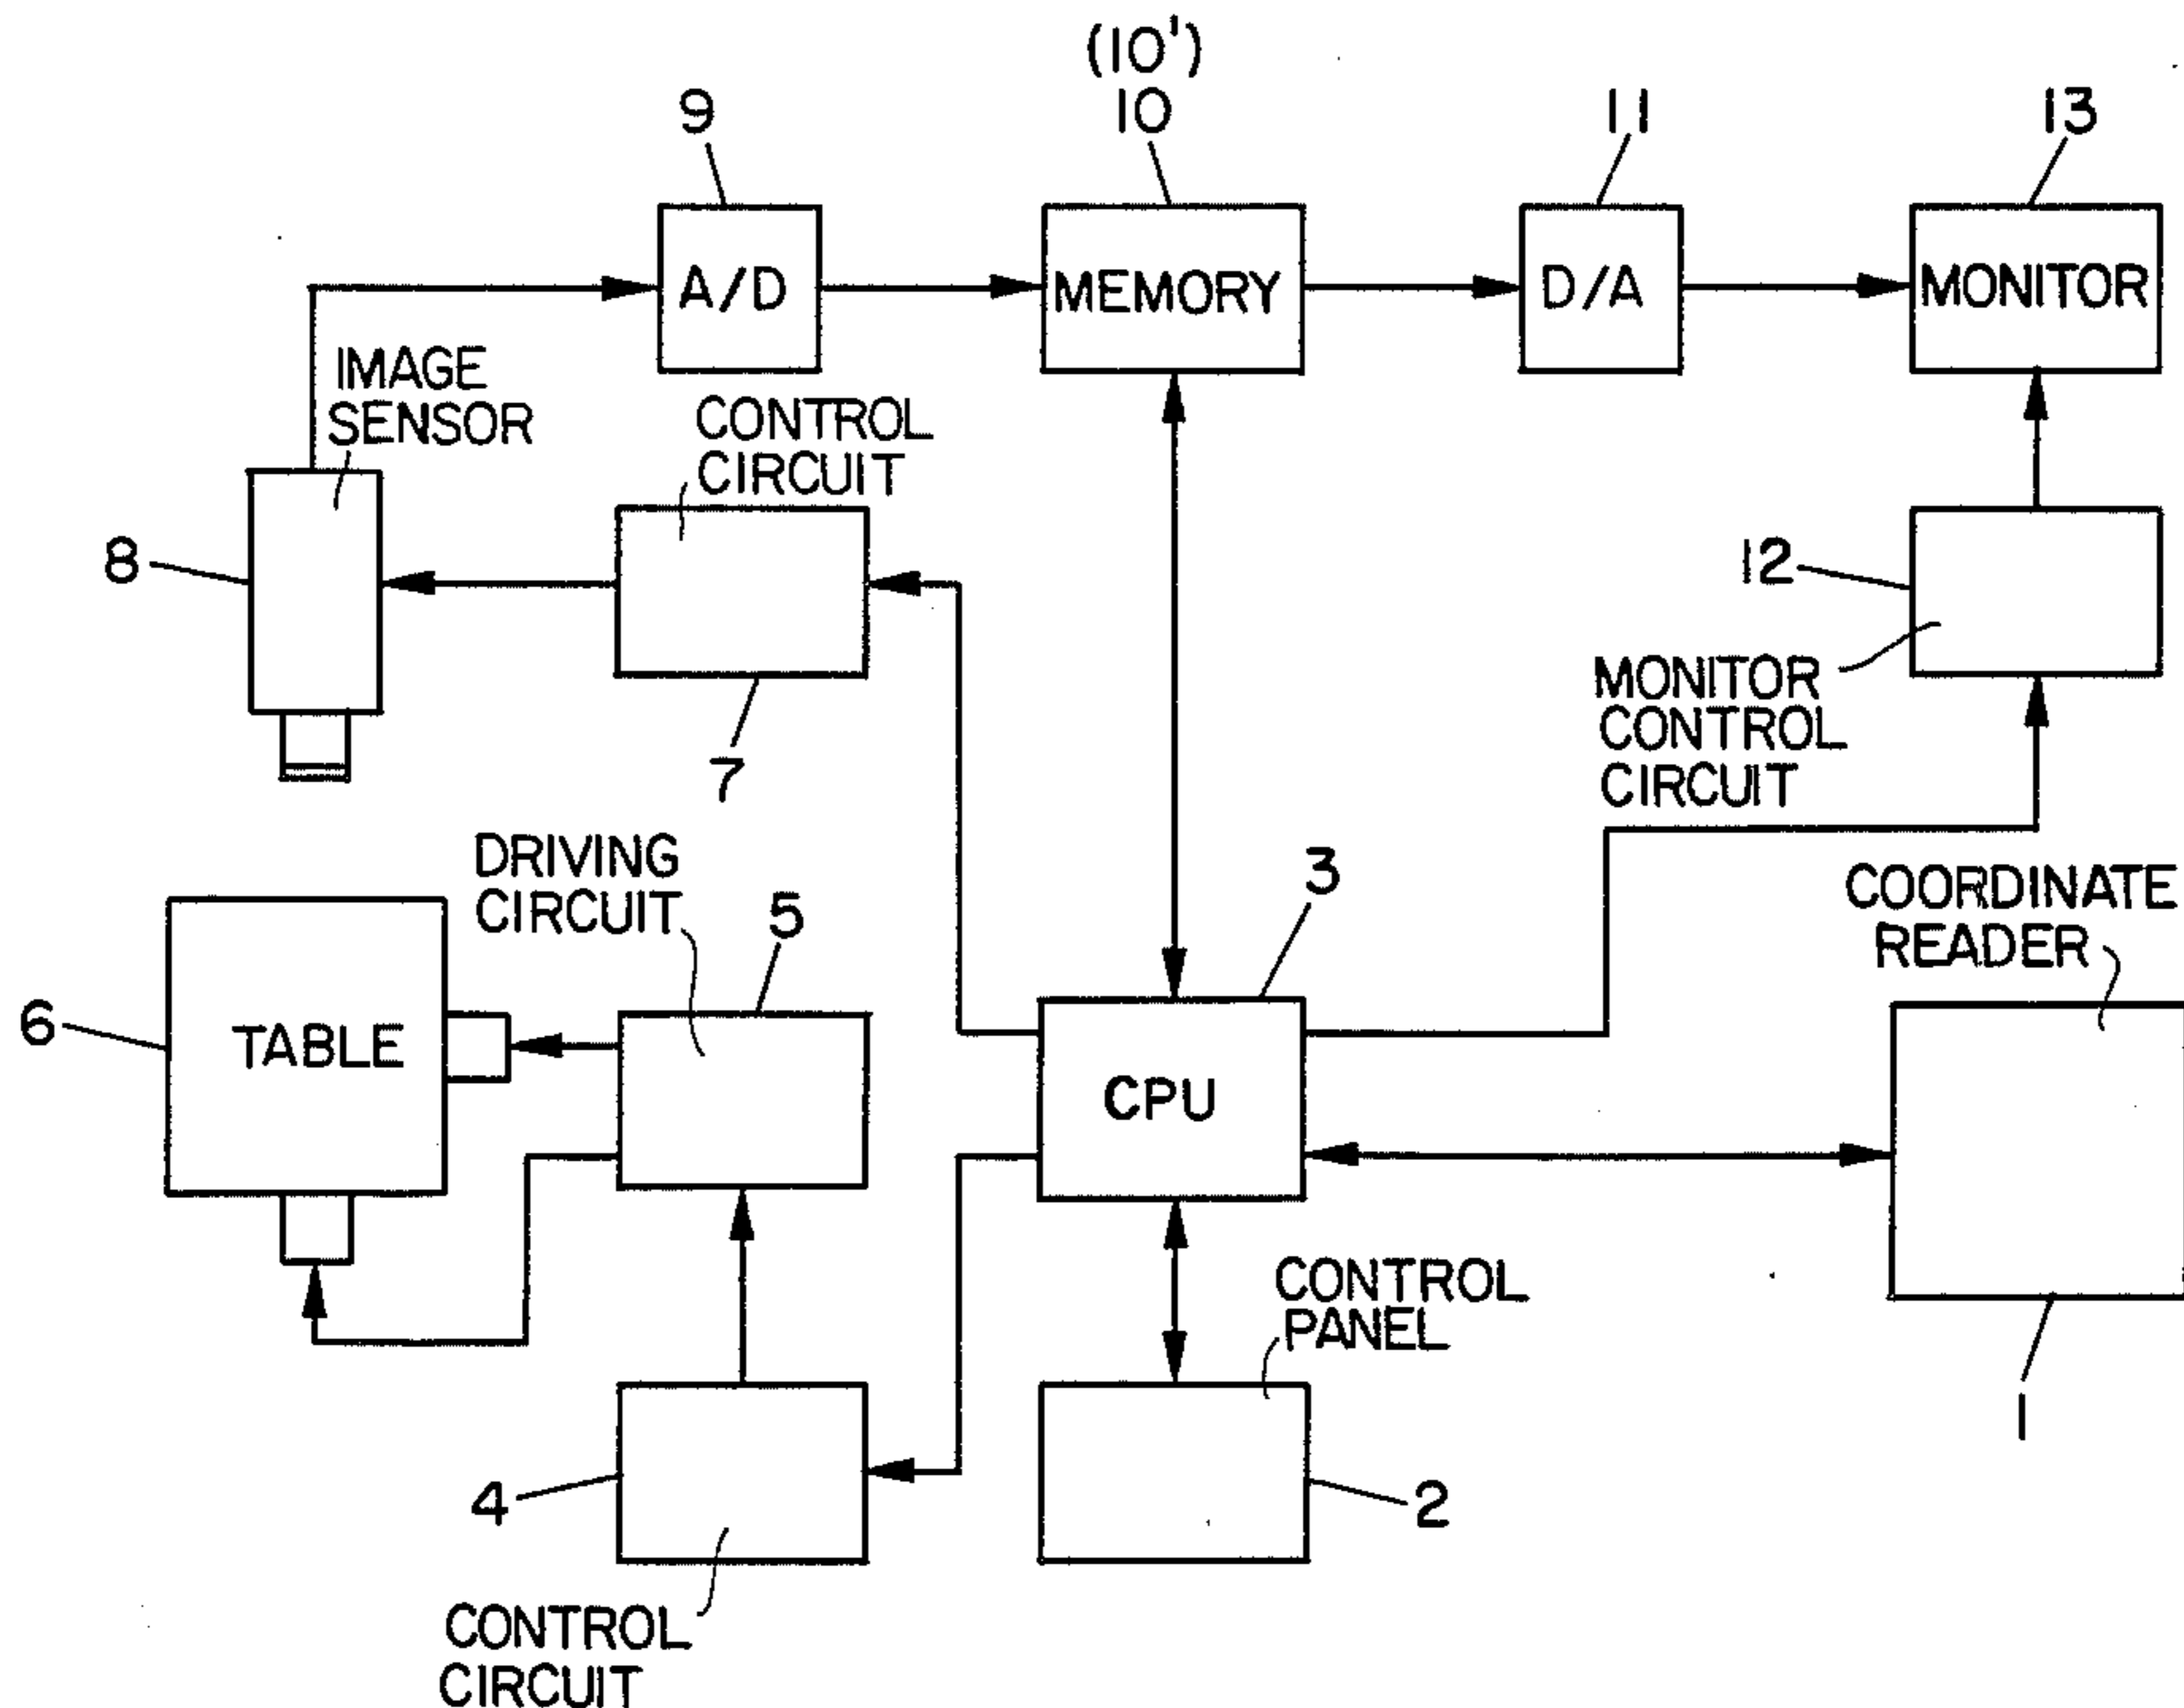 (10')
9
10
11
13
A/D
MEMORY
D/A
MONITOR
IMAGE
SENSOR
CONTROL
CIRCUIT
8
12
7
MONITOR
CONTROL
CIRCUIT
DRIVING
CIRCUIT
5
3
COORDINATE
READER
6
TABLE
CPU
CONTROL
PANEL
1
4
2
CONTROL
CIRCUIT